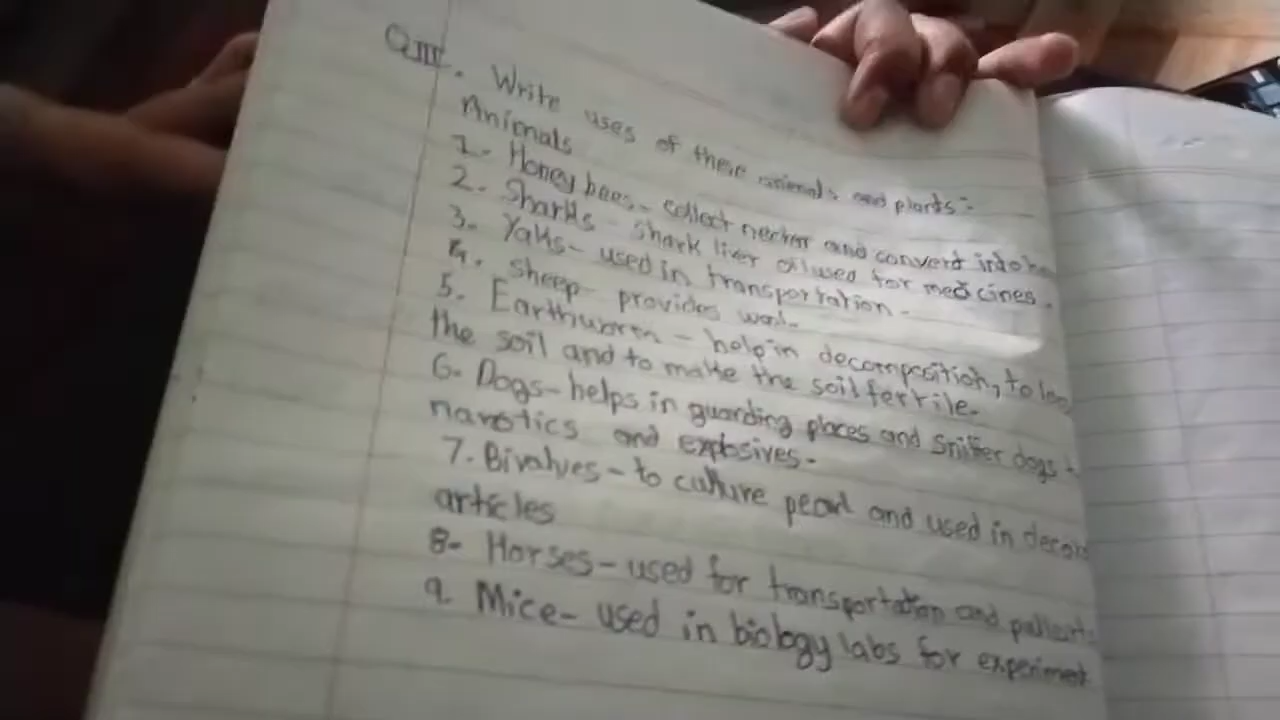 QIII. Write uses of these animals and plants:-
Animals
1. Honey bees - collect necter and convert into
2. Sharks - shark liver oil used for medicines.
3. Yaks - used in transportation.
4. Sheep - provides wool.
5. Earthworm - help in decomposition, to
the soil and to make the soil fertile.
6. Dogs - helps in guarding places and sniffer dogs
narotics and explosives.
7. Bivalves - to culture pearl and used in
articles
8. Horses - used for transportation and
9. Mice - used in biology labs for experiment